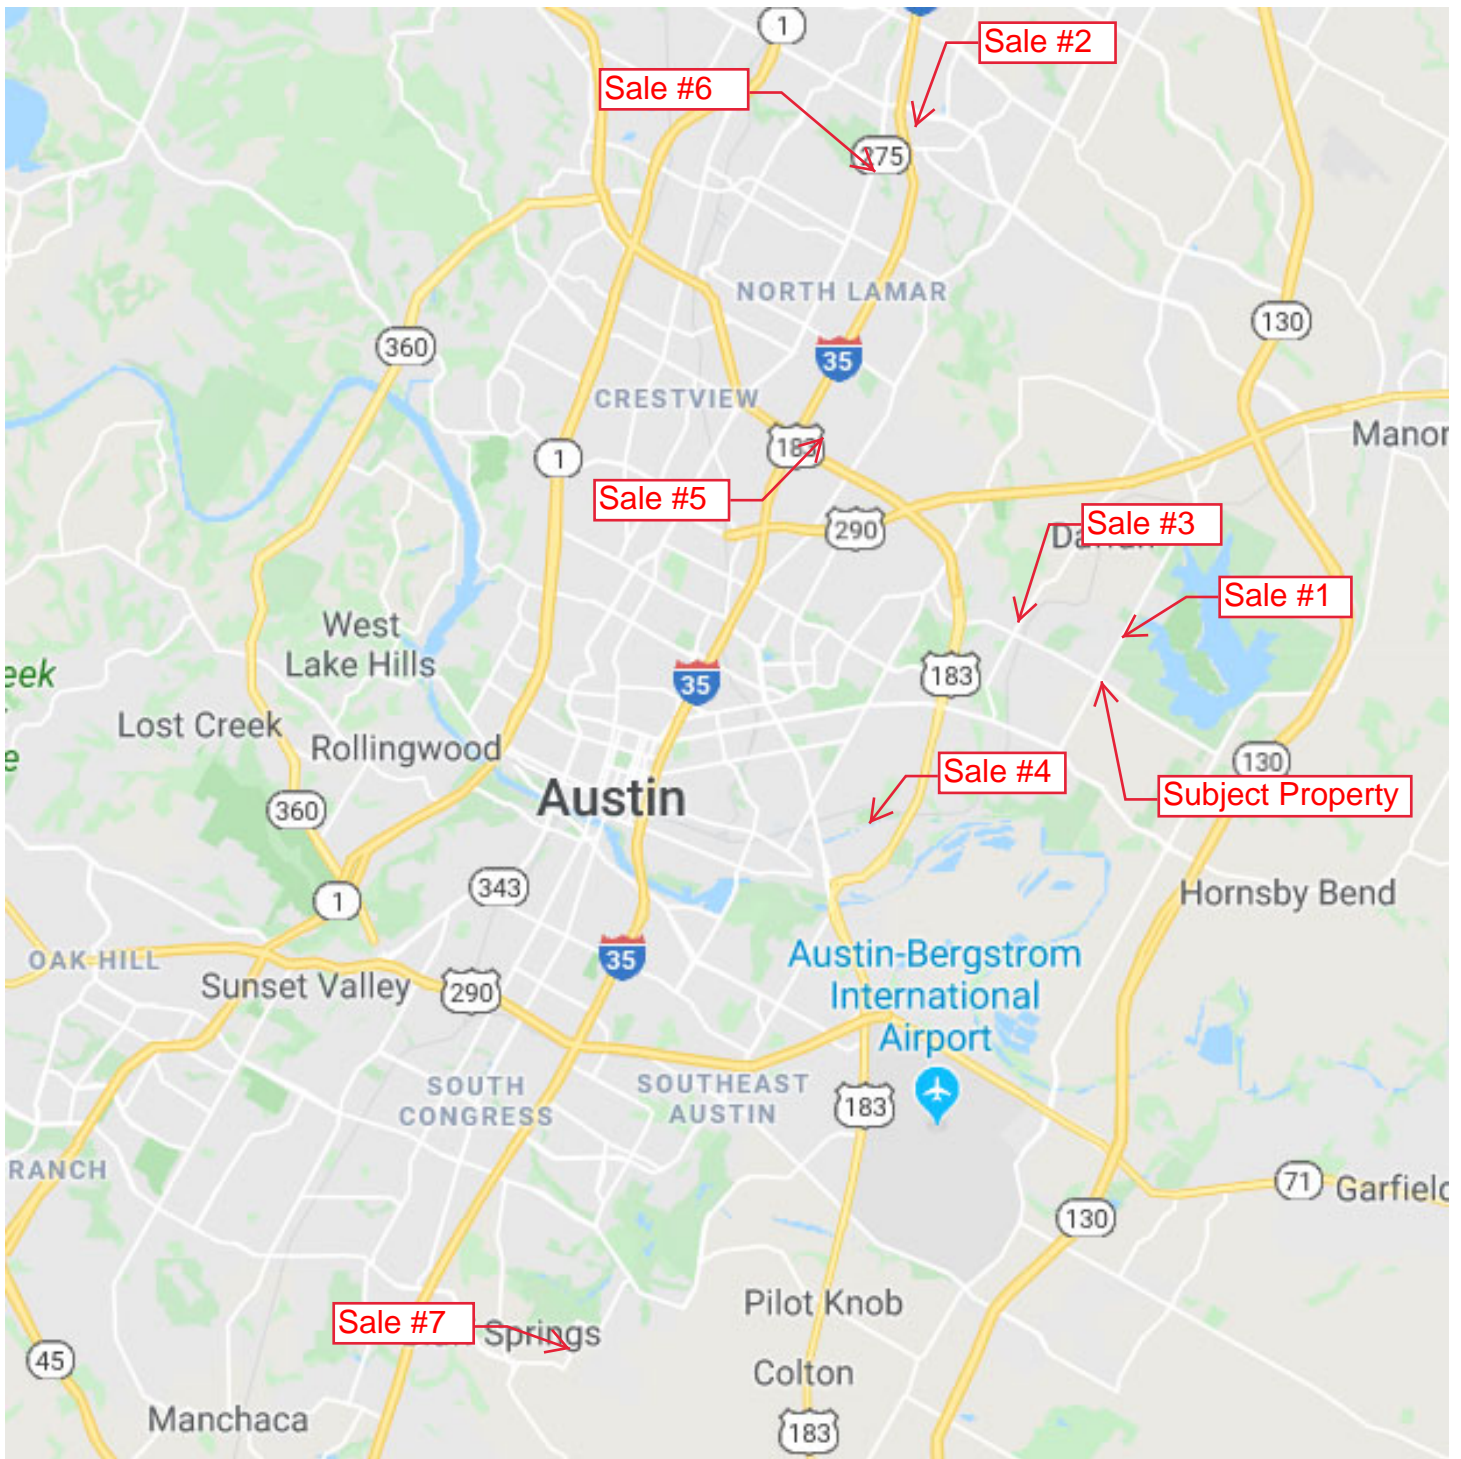 1
Sale #2
Sale #6
275
NORTH LAMAR
130
360
35
CRESTVIEW
Manor
183
1
Sale #5
Sale #3
290
Sale #1
West
Lake Hills
eek
35
183
Lost Creek
Rollingwood
e
130
Sale #4
Subject Property
Austin
360
343
1
Hornsby Bend
OAK HILL
35
Austin-Bergstrom
International
Airport
Sunset Valley
290
SOUTH
CONGRESS
SOUTHEAST
AUSTIN
183
RANCH
71
Garfield
130
Pilot Knob
Sale #7
Springs
45
Colton
Manchaca
183